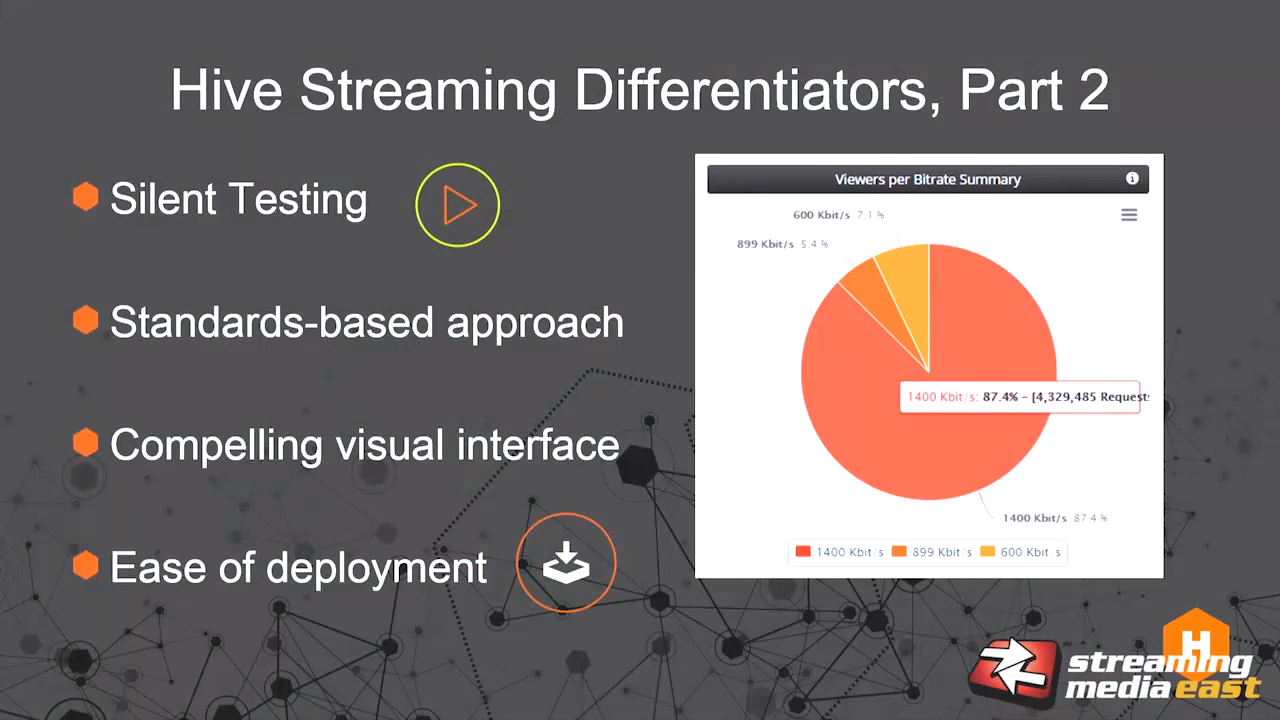 Hive Streaming Differentiators, Part 2
Silent Testing
Standards-based approach
Compelling visual interface
Ease of deployment
Viewers per Bitrate Summary
600 Kbit/s 7.1 %
899 Kbit/s 5.4 %
1400 Kbit/s: 87.4% - [4,329,485 Requests
1400 Kbit/s 87.4 %
1400 Kbit/s 899 Kbit/s 600 Kbit/s
H
streaming
media east